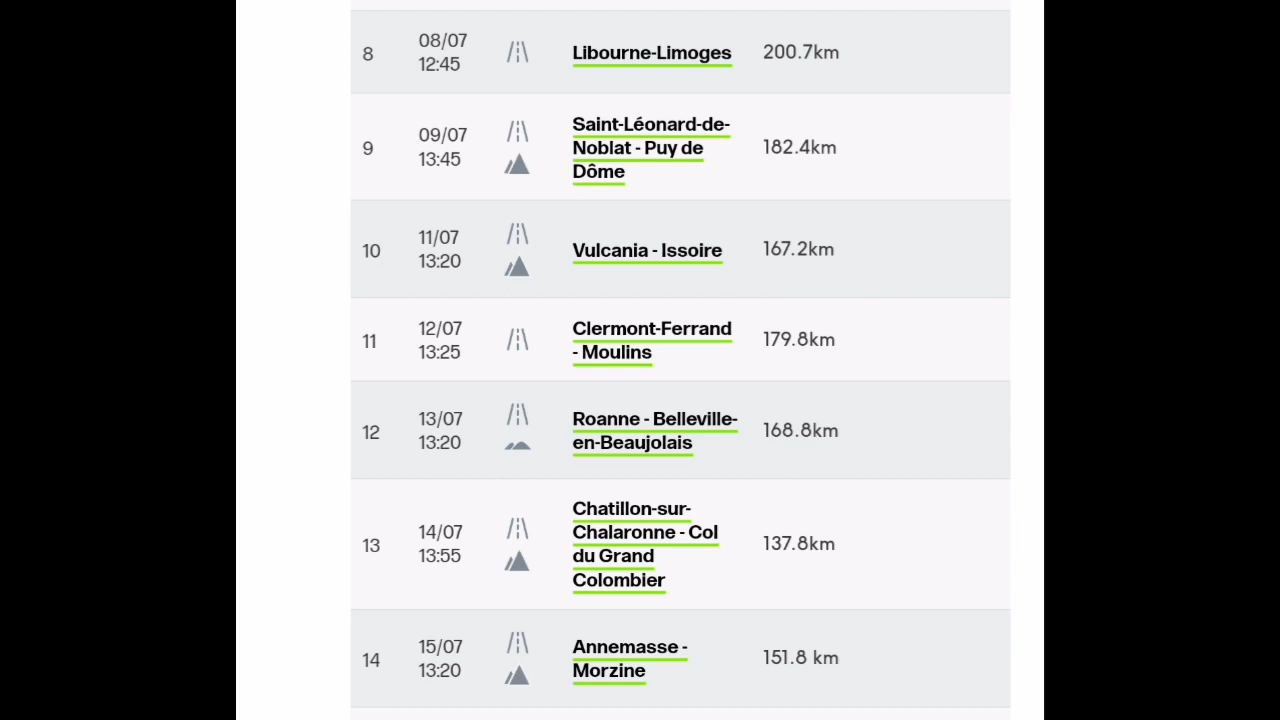 8
08/07
12:45
Libourne-Limoges
200.7km
9
09/07
13:45
Saint-Léonard-de-
Noblat - Puy de
Dôme
182.4km
10
11/07
13:20
Vulcania - Issoire
167.2km
11
12/07
13:25
Clermont-Ferrand
- Moulins
179.8km
12
13/07
13:20
Roanne - Belleville-
en-Beaujolais
168.8km
13
14/07
13:55
Chatillon-sur-
Chalaronne - Col
du Grand
Colombier
137.8km
14
15/07
13:20
Annemasse -
Morzine
151.8 km